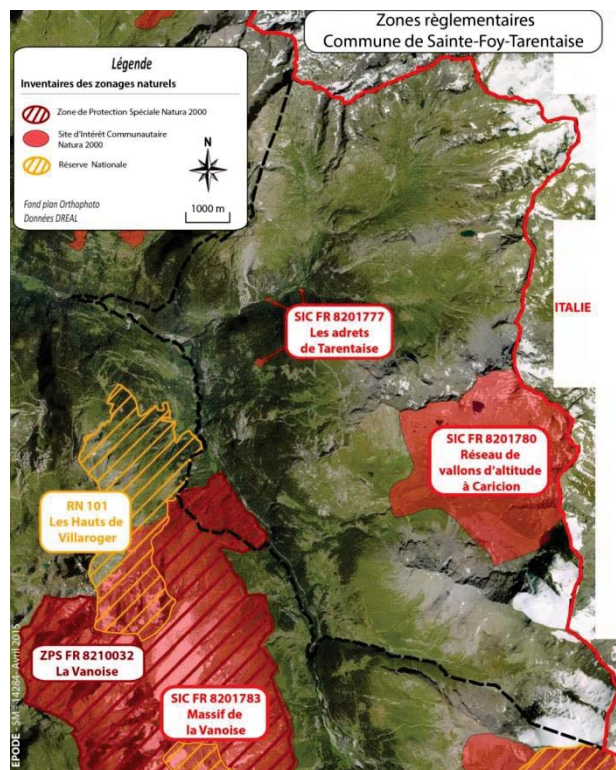 Zones règlementaires
Commune de Sainte-Foy-Tarentaise
Légende
Inventaires des zonages naturels
Zone de Protection Spéciale Natura 2000
Site d'Intérêt Communautaire
Natura 2000
Réserve Nationale
N
Fond plan Orthophoto
Données DREAL
1000 m
ITALIE
SIC FR 8201777
Les adrets
de Tarentaise
SIC FR 8201780
Réseau de
vallons d'altitude
à Caricion
RN 101
Les Hauts de
Villaroger
ZPS FR 8210032
La Vanoise
SIC FR 8201783
Massif de
la Vanoise
EPODE - SM - 14284- Avril 2015